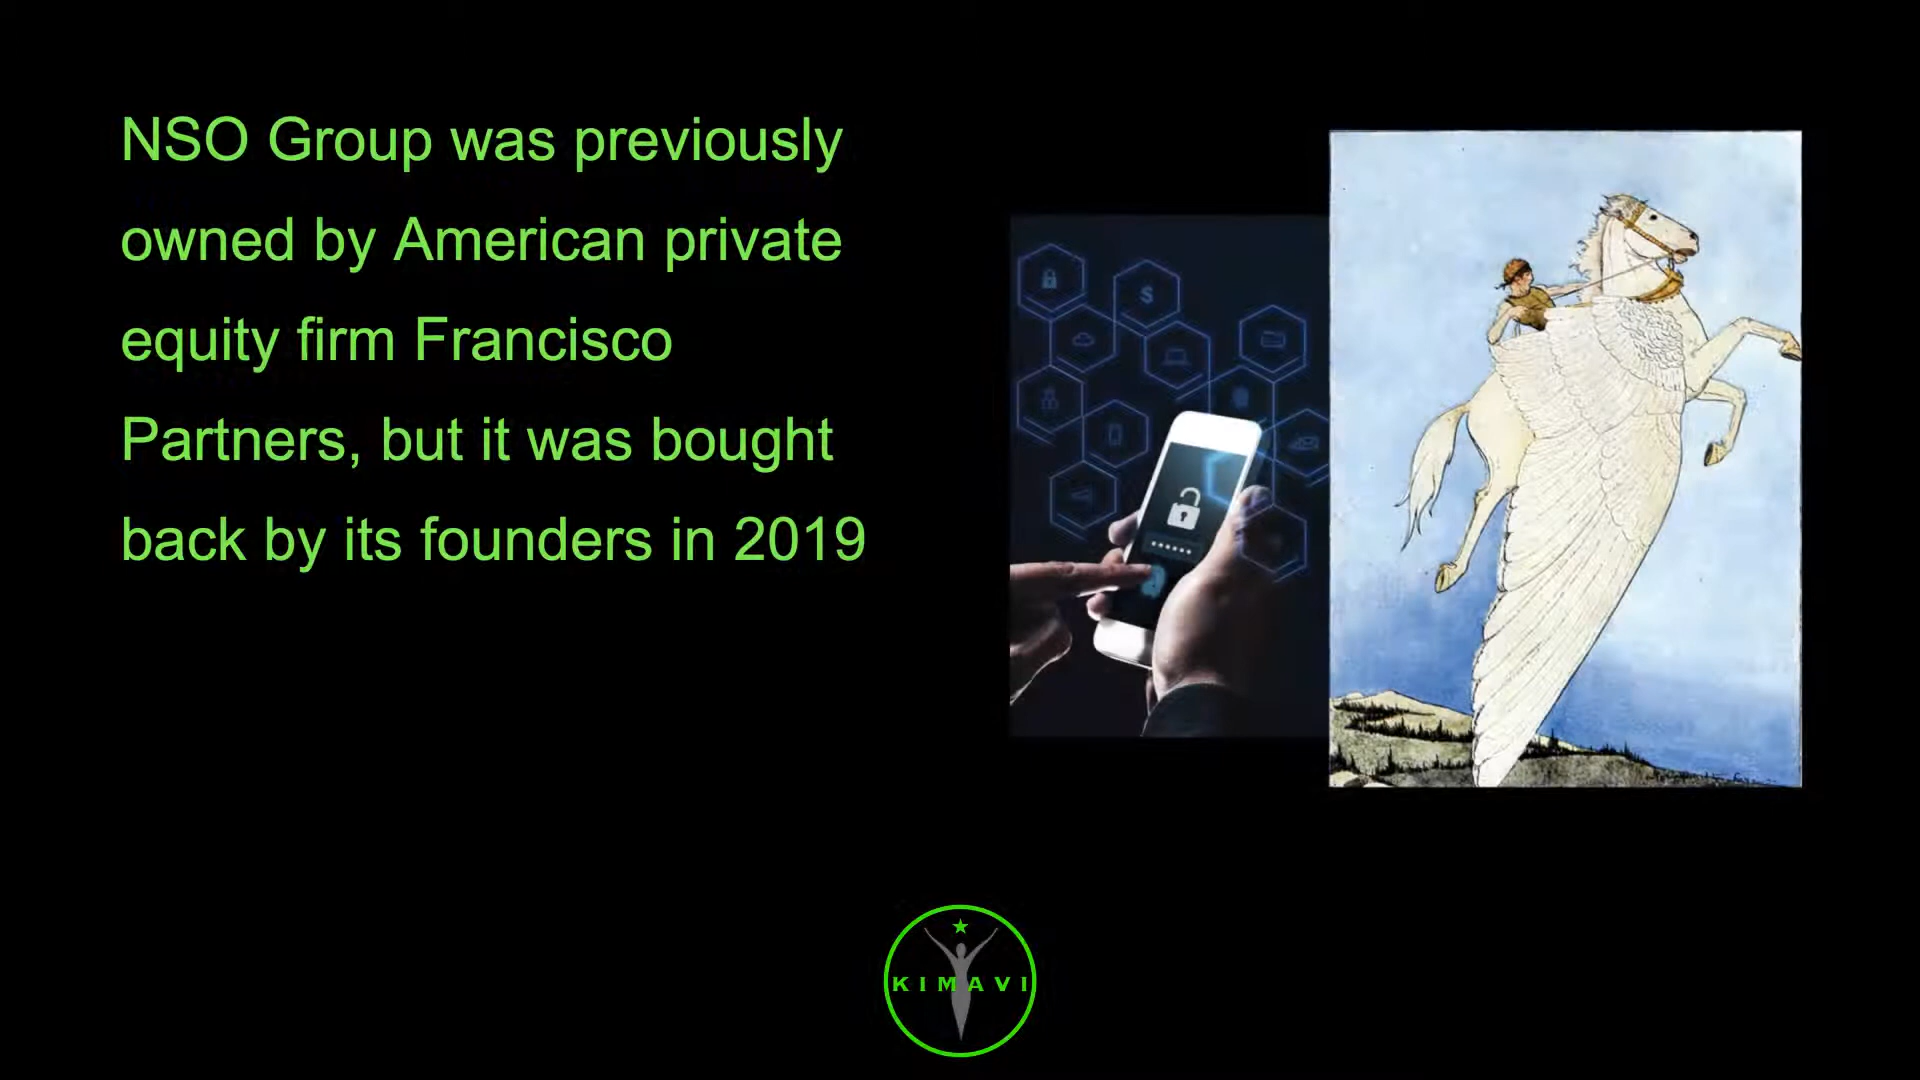 NSO Group was previously
owned by American private
equity firm Francisco
Partners, but it was bought
back by its founders in 2019
$
KIMAVI